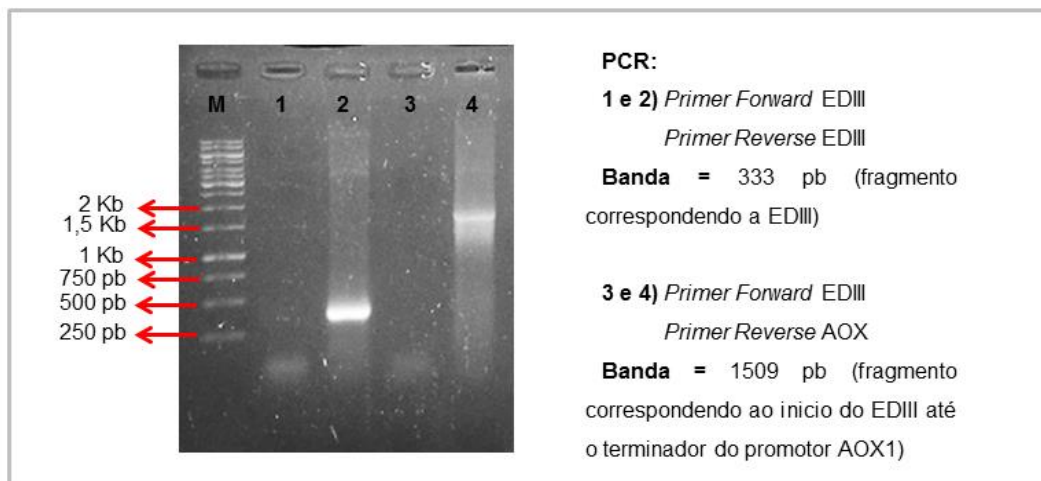 M 1 2 3 4
2 Kb
1,5 Kb
1 Kb
750 pb
500 pb
250 pb
PCR:
1 e 2) Primer Forward EDIII
Primer Reverse EDIII
Banda = 333 pb (fragmento
correspondendo a EDIII)
3 e 4) Primer Forward EDIII
Primer Reverse AOX
Banda = 1509 pb (fragmento
correspondendo ao inicio do EDIII até
o terminador do promotor AOX1)